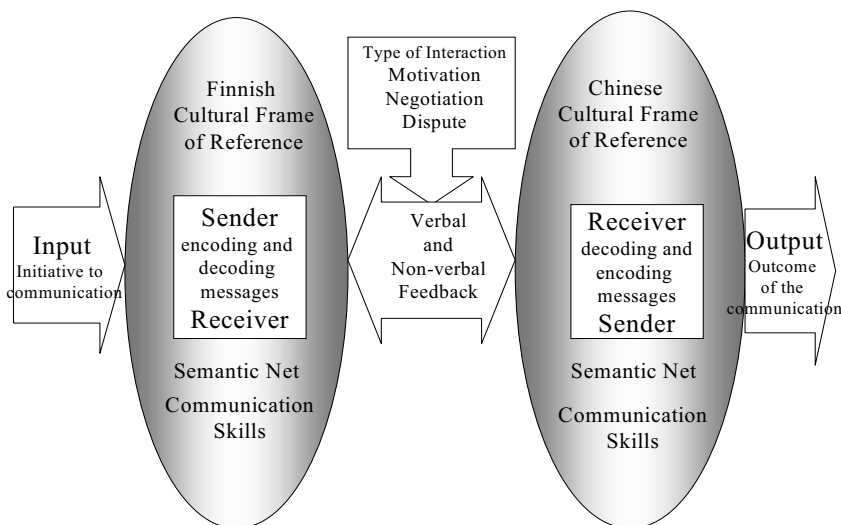 Input
Initiative to
communication
Finnish
Cultural Frame
of Reference
Sender
encoding and
decoding
messages
Receiver
Semantic Net
Communication
Skills
Type of Interaction
Motivation
Negotiation
Dispute
Verbal
and
Non-verbal
Feedback
Chinese
Cultural Frame
of Reference
Receiver
decoding and
encoding
messages
Sender
Semantic Net
Communication
Skills
Output
Outcome
of the
communication